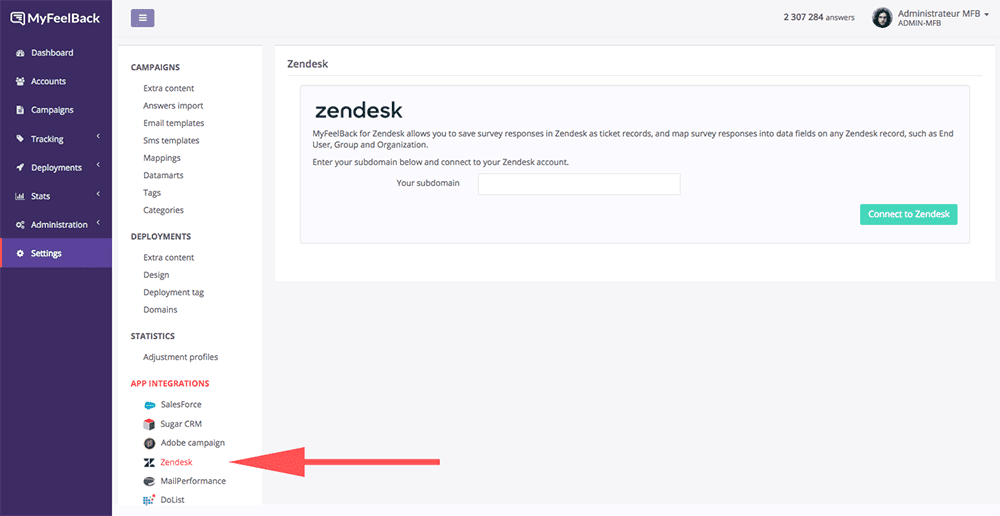 MyFeelBack
2 307 284 answers
Administrateur MFB
ADMIN-MFB
Dashboard
Accounts
Campaigns
Tracking
Deployments
Stats
Administration
Settings
CAMPAIGNS
Extra content
Answers import
Email templates
Sms templates
Mappings
Datamarts
Tags
Categories
DEPLOYMENTS
Extra content
Design
Deployment tag
Domains
STATISTICS
Adjustment profiles
APP INTEGRATIONS
SalesForce
Sugar CRM
Adobe campaign
Zendesk
MailPerformance
DoList
Zendesk
zendesk
MyFeelBack for Zendesk allows you to save survey responses in Zendesk as ticket records, and map survey responses into data fields on any Zendesk record, such as End
User, Group and Organization.
Enter your subdomain below and connect to your Zendesk account.
Your subdomain
Connect to Zendesk